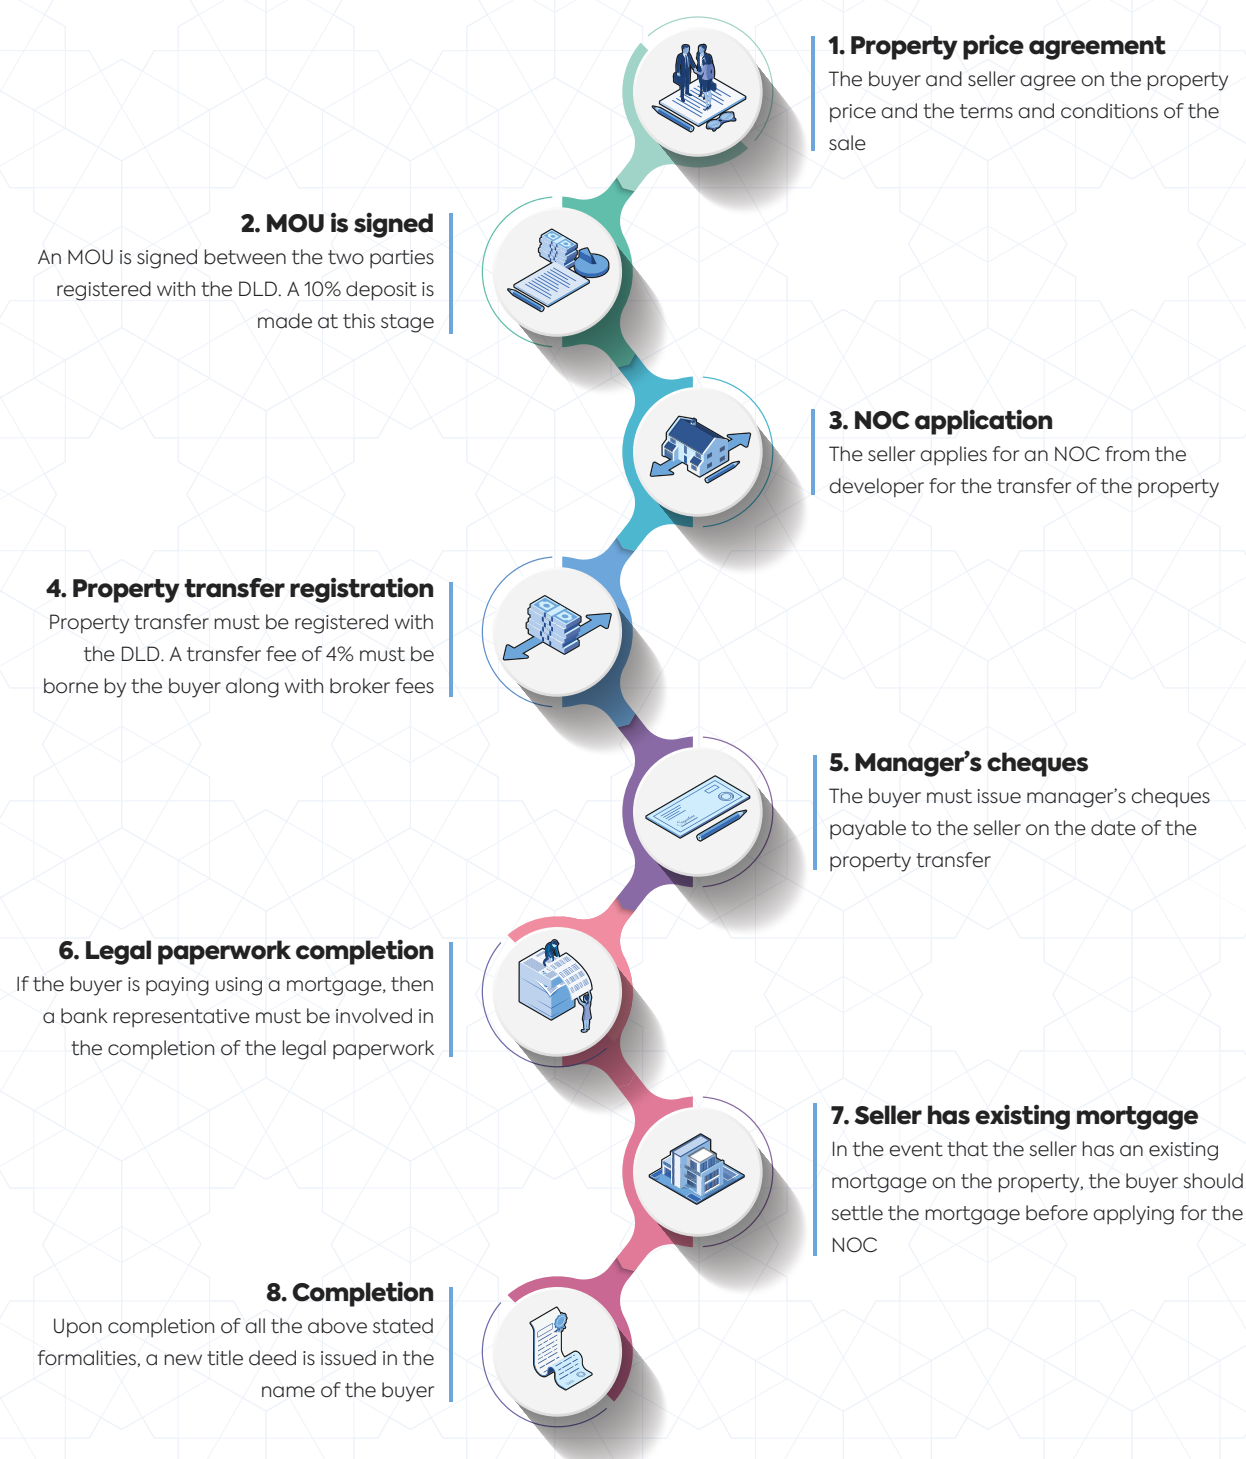 1. Property price agreement
The buyer and seller agree on the property
price and the terms and conditions of the
sale
2. MOU is signed
An MOU is signed between the two parties
registered with the DLD. A 10% deposit is
made at this stage
3. NOC application
The seller applies for an NOC from the
developer for the transfer of the property
4. Property transfer registration
Property transfer must be registered with
the DLD. A transfer fee of 4% must be
borne by the buyer along with broker fees
5. Manager's cheques
The buyer must issue manager's cheques
payable to the seller on the date of the
property transfer
6. Legal paperwork completion
If the buyer is paying using a mortgage, then
a bank representative must be involved in
the completion of the legal paperwork
7. Seller has existing mortgage
In the event that the seller has an existing
mortgage on the property, the buyer should
settle the mortgage before applying for the
NOC
8. Completion
Upon completion of all the above stated
formalities, a new title deed is issued in the
name of the buyer